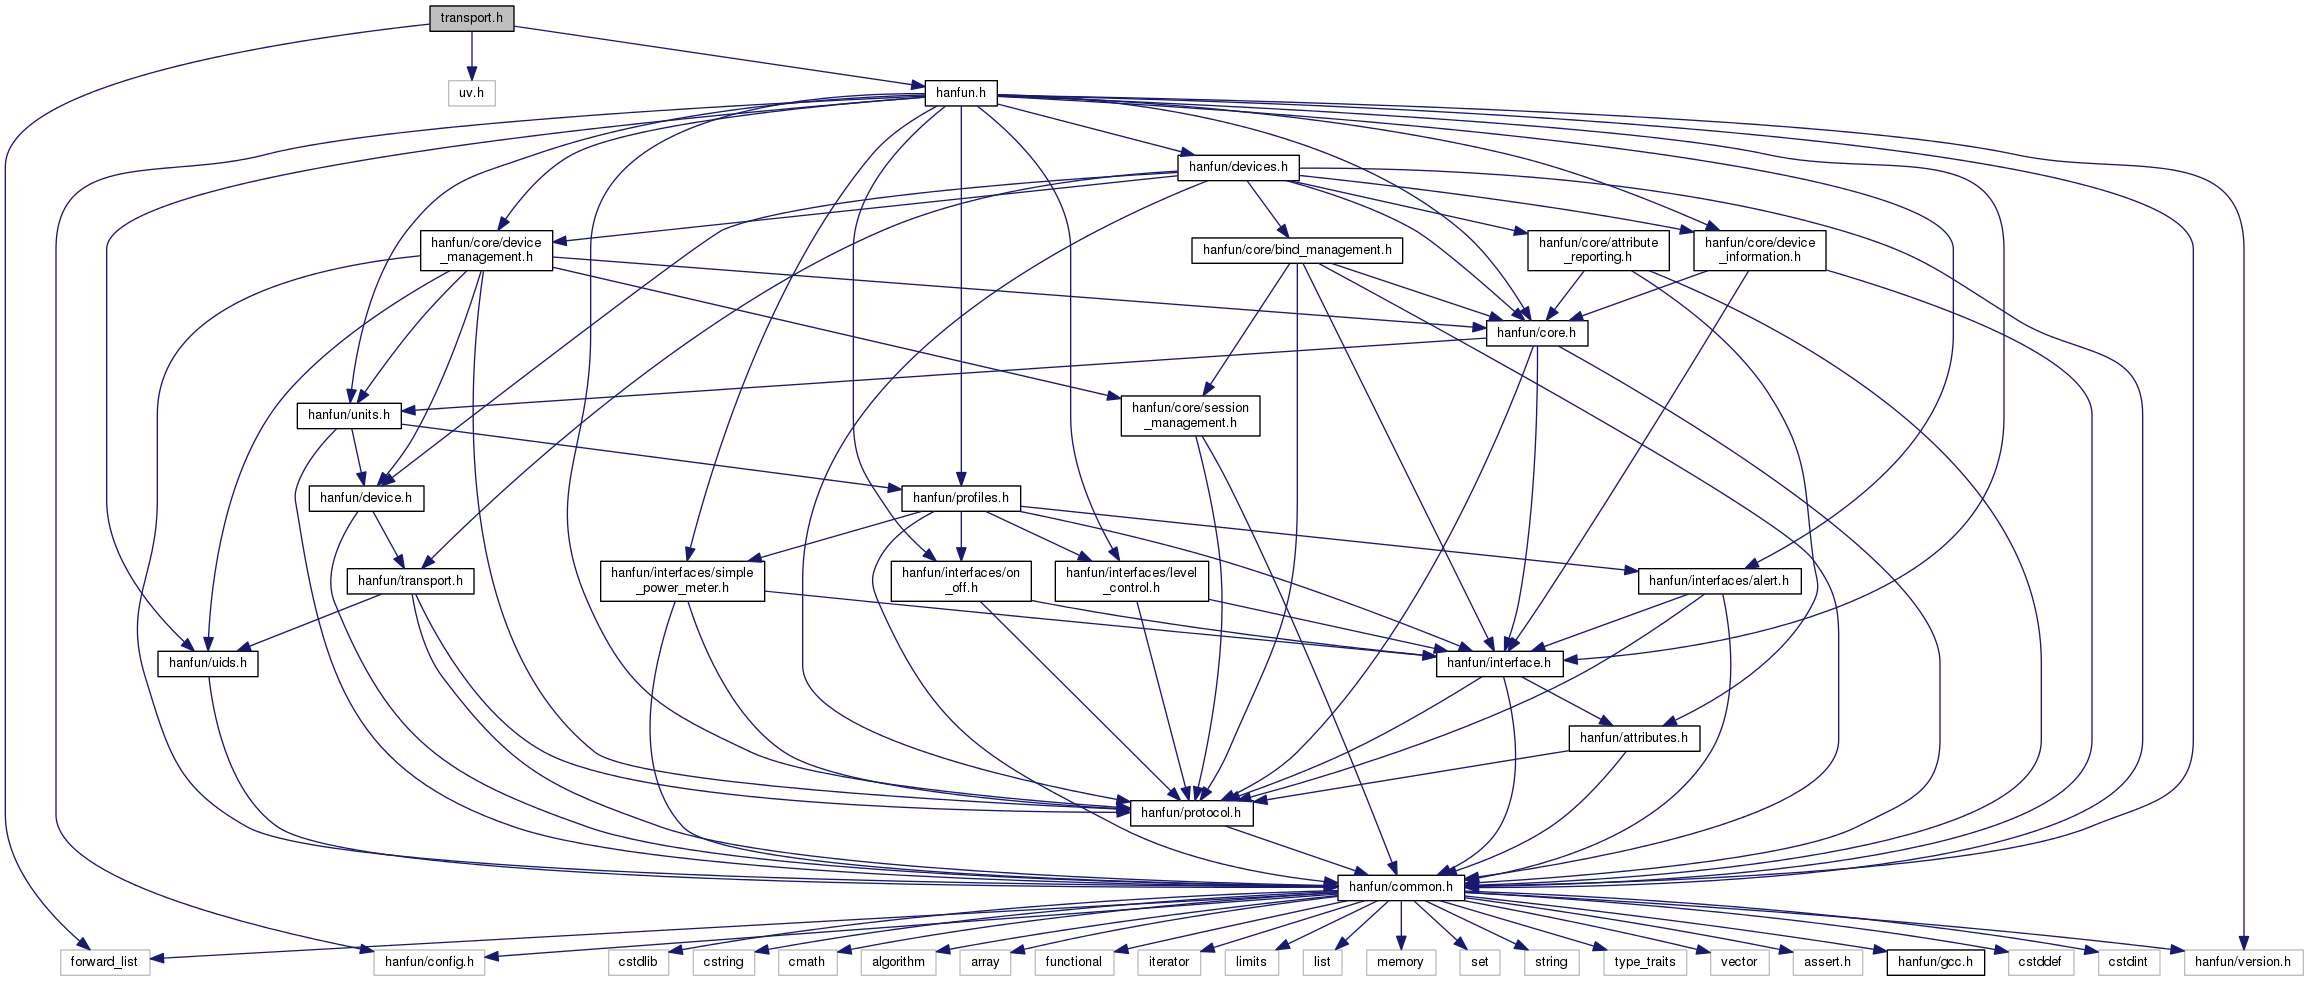 transport.h
uv.h
hanfun.h
hanfun/devices.h
hanfun/core/device
_management.h
hanfun/core/bind_management.h
hanfun/core/attribute
_reporting.h
hanfun/core/device
_information.h
hanfun/core.h
hanfun/units.h
hanfun/core/session
_management.h
hanfun/device.h
hanfun/profiles.h
hanfun/transport.h
hanfun/interfaces/simple
_power_meter.h
hanfun/interfaces/on
_off.h
hanfun/interfaces/level
_control.h
hanfun/interfaces/alert.h
hanfun/uids.h
hanfun/interface.h
hanfun/attributes.h
hanfun/protocol.h
hanfun/common.h
forward_list
hanfun/config.h
cstdlib
cstring
cmath
algorithm
array
functional
iterator
limits
list
memory
set
string
type_traits
vector
assert.h
hanfun/gcc.h
cstddef
cstdint
hanfun/version.h